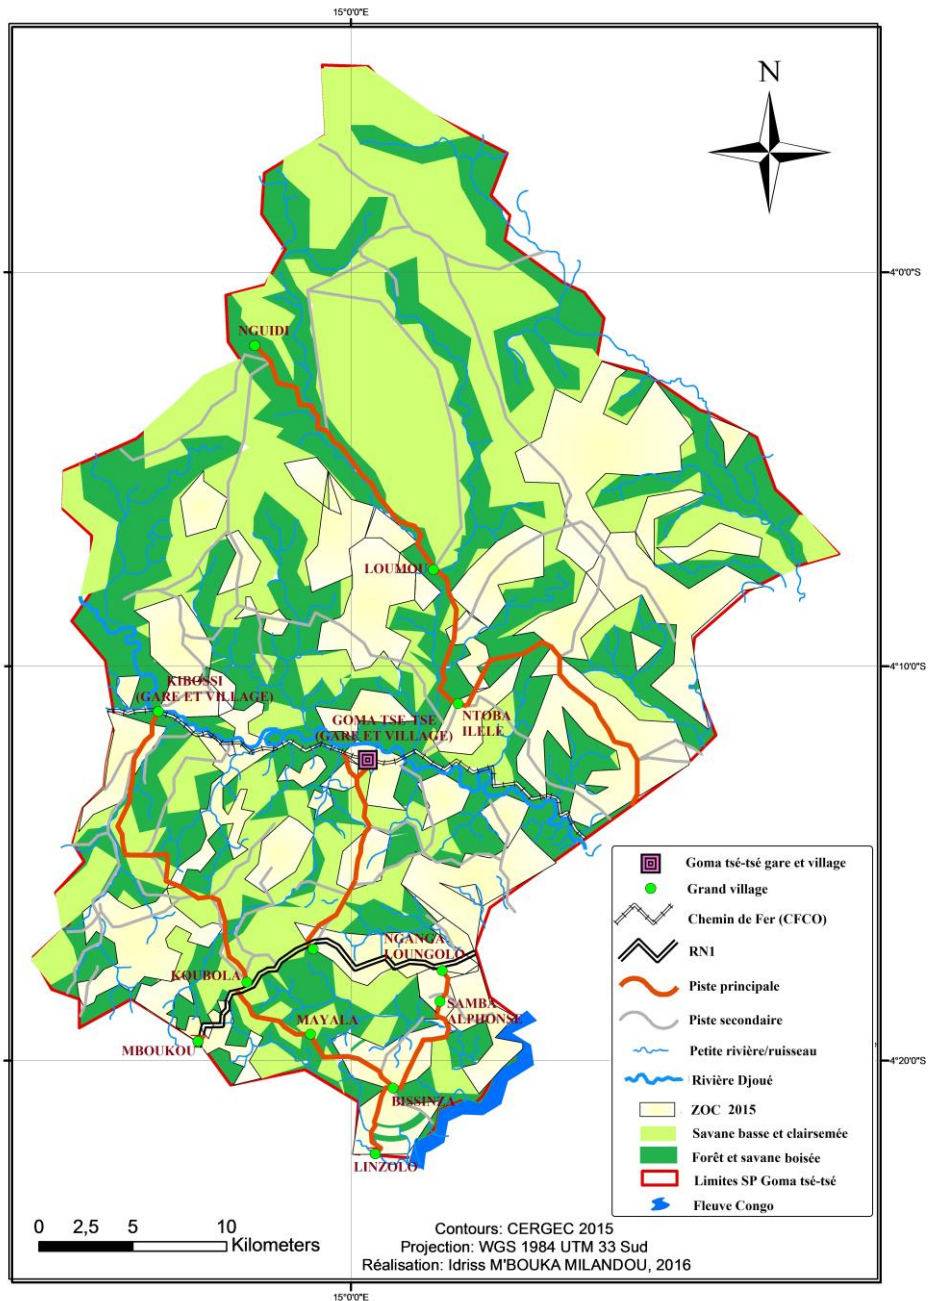 15°0'0"E
N
4°0'0"S
NGUIDI
LOUMOU
4°10'0"S
KIBOSSI
(GARE ET VILLAGE)
GOMA TSE-TSE
(GARE ET VILLAGE)
NTOBA
ILELE
NGANGA
LOUNGOLO
KOUBOLA
SAMBA
ALPHONSE
MAYALA
MBOUKOU
4°20'0"S
BISSINZA
LINZOLO
Goma tsé-tsé gare et village
Grand village
Chemin de Fer (CFCO)
RN1
Piste principale
Piste secondaire
Petite rivière/ruisseau
Rivière Djoué
ZOC 2015
Savane basse et clairsemée
Forêt et savane boisée
Limites SP Goma tsé-tsé
Fleuve Congo
0 2,5 5 10
Kilometers
Contours: CERGEC 2015
Projection: WGS 1984 UTM 33 Sud
Réalisation: Idriss M'BOUKA MILANDOU, 2016
15°0'0"E